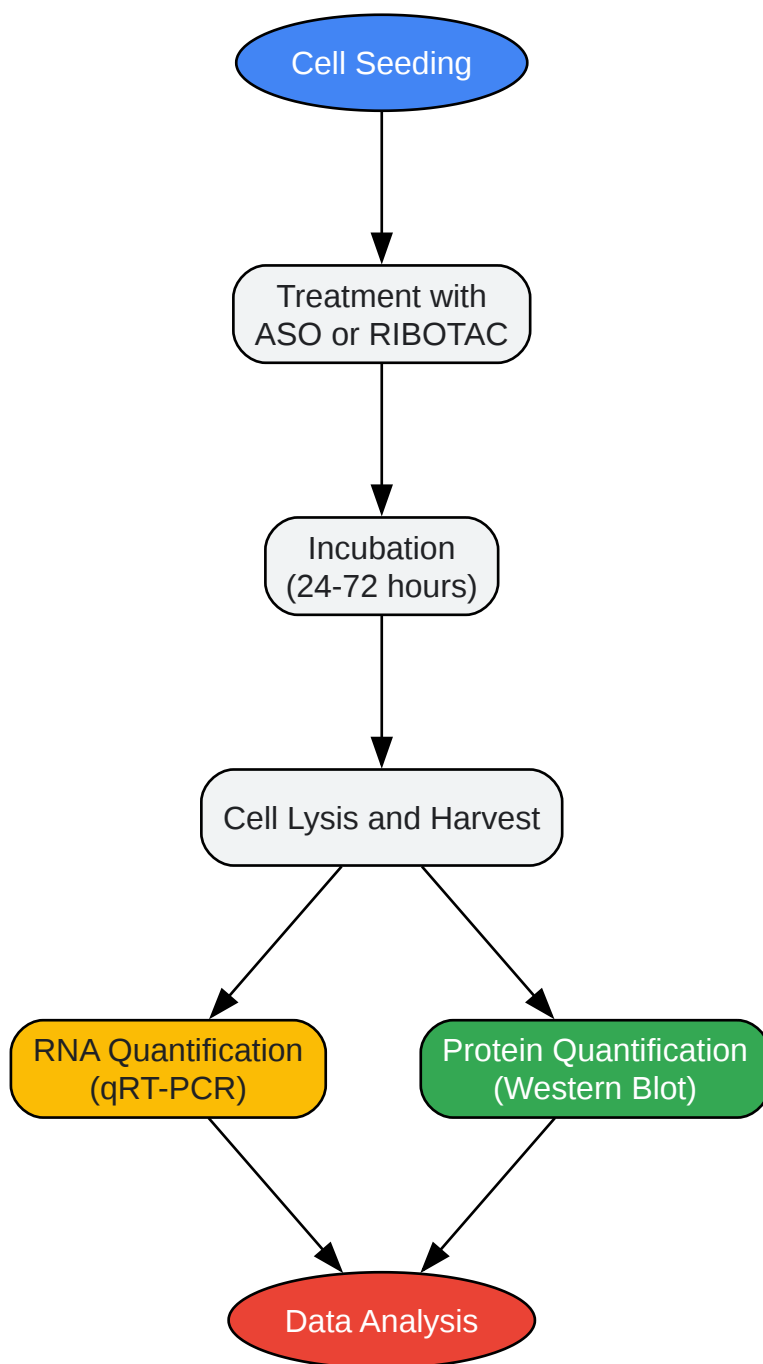 Cell Seeding
Treatment with
ASO or RIBOTAC
Incubation
(24-72 hours)
Cell Lysis and Harvest
RNA Quantification
(qRT-PCR)
Protein Quantification
(Western Blot)
Data Analysis